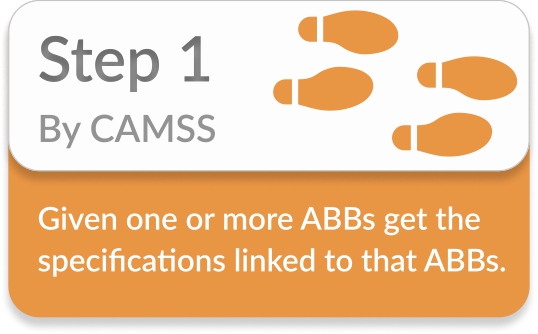 Step 1
By CAMSS
Given one or more ABBs get the
specifications linked to that ABBs.